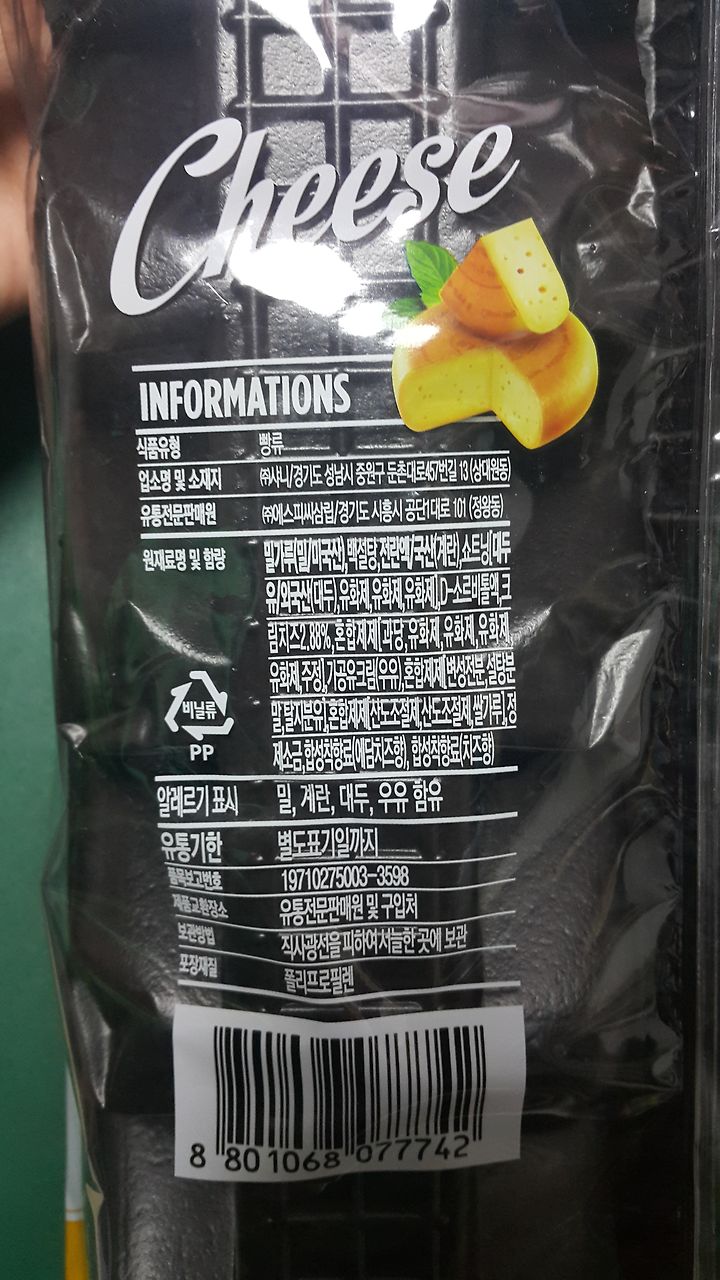 Cheese
INFORMATIONS
식품유형 빵류
업소명 및 소재지 ㈜샤니/경기도 성남시 중원구 둔촌대로457번길 13 (상대원동)
유통전문판매원 ㈜에스피씨삼립/경기도 시흥시 공단1대로 101 (정왕동)
원재료명 및 함량 밀가루(밀/미국산),백설탕,전란액/국산(계란),쇼트닝[대두
유/외국산(대두),유화제,유화제,유화제],D-소르비톨액,크
림치즈2.88%,혼합제제[과당,유화제,유화제,유화제,
유화제,주정],가공유크림(우유),혼합제제[변성전분,설탕분
말,탈지분유],혼합제제[산도조절제,산도조절제,쌀가루],정
제소금,합성착향료(에담치즈향), 합성착향료(치즈향)
비닐류
PP
알레르기 표시 밀, 계란, 대두, 우유 함유
유통기한 별도표기일까지
품목보고번호 19710275003-3598
제품교환장소 유통전문판매원 및 구입처
보관방법 직사광선을 피하여 서늘한 곳에 보관
포장재질 폴리프로필렌
8 801068 077742